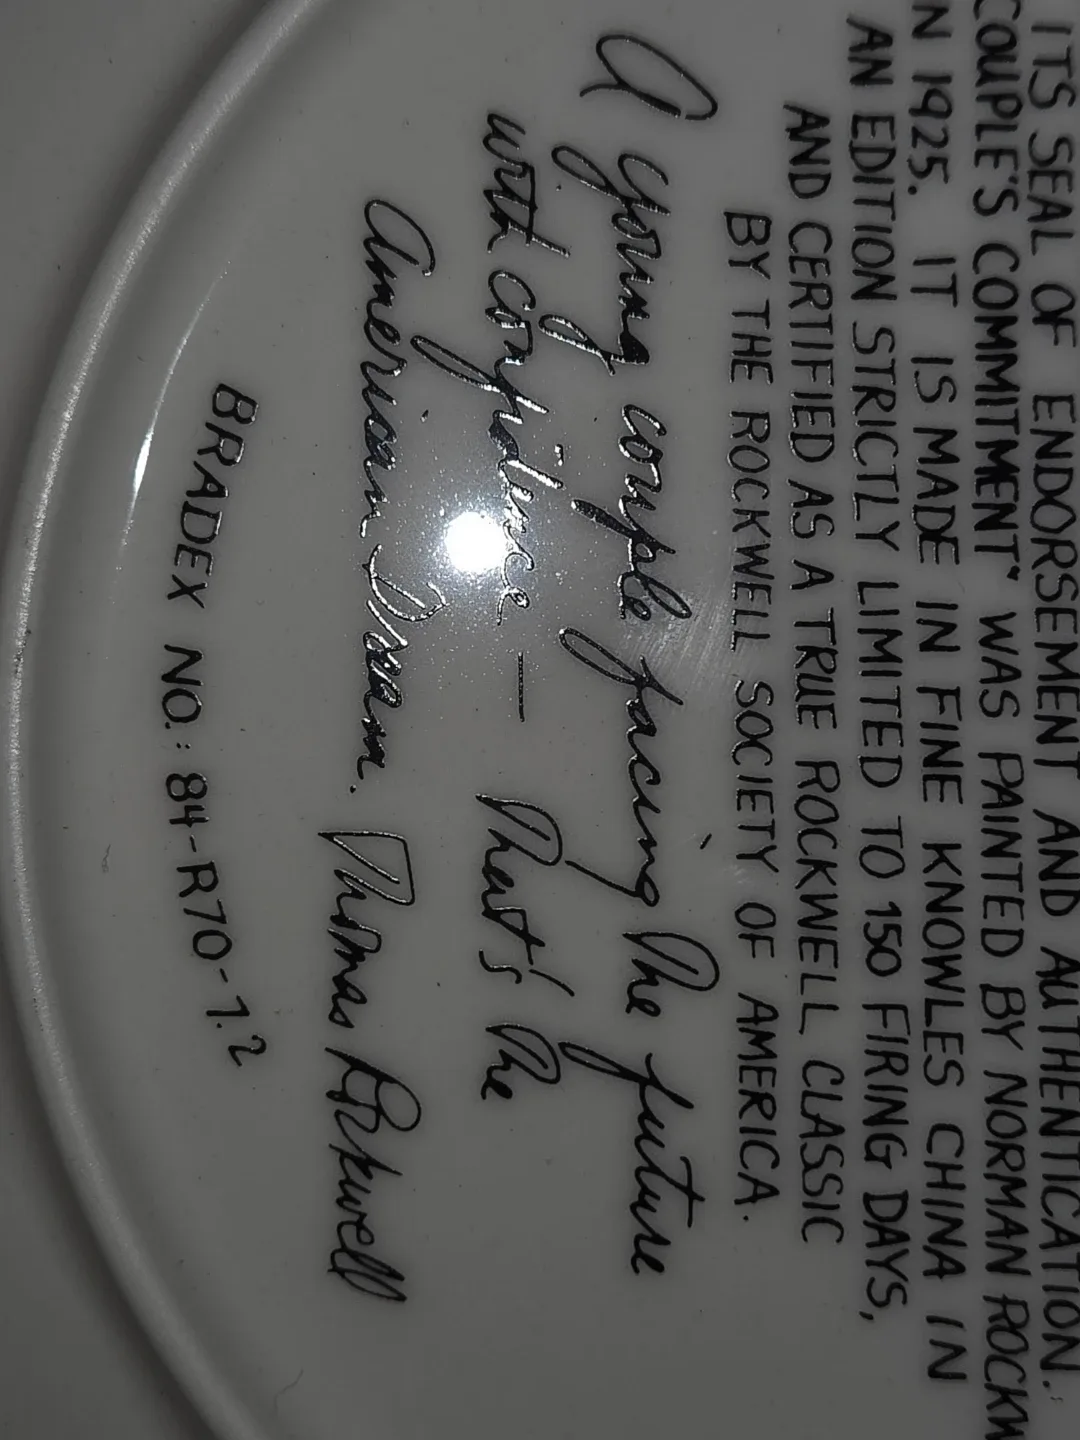 ITS SEAL OF ENDORSEMENT AND AUTHENTICATION.
COUPLE'S COMMITMENT" WAS PAINTED BY NORMAN ROCKW
N 1925. IT IS MADE IN FINE KNOWLES CHINA IN
AN EDITION STRICTLY LIMITED TO 150 FIRING DAYS,
AND CERTIFIED AS A TRUE ROCKWELL CLASSIC
BY THE ROCKWELL SOCIETY OF AMERICA.
A young couple facing the future
with confidence — that's the
American Dream. Thomas Rockwell
BRADEX NO.: 84-R70-1.2